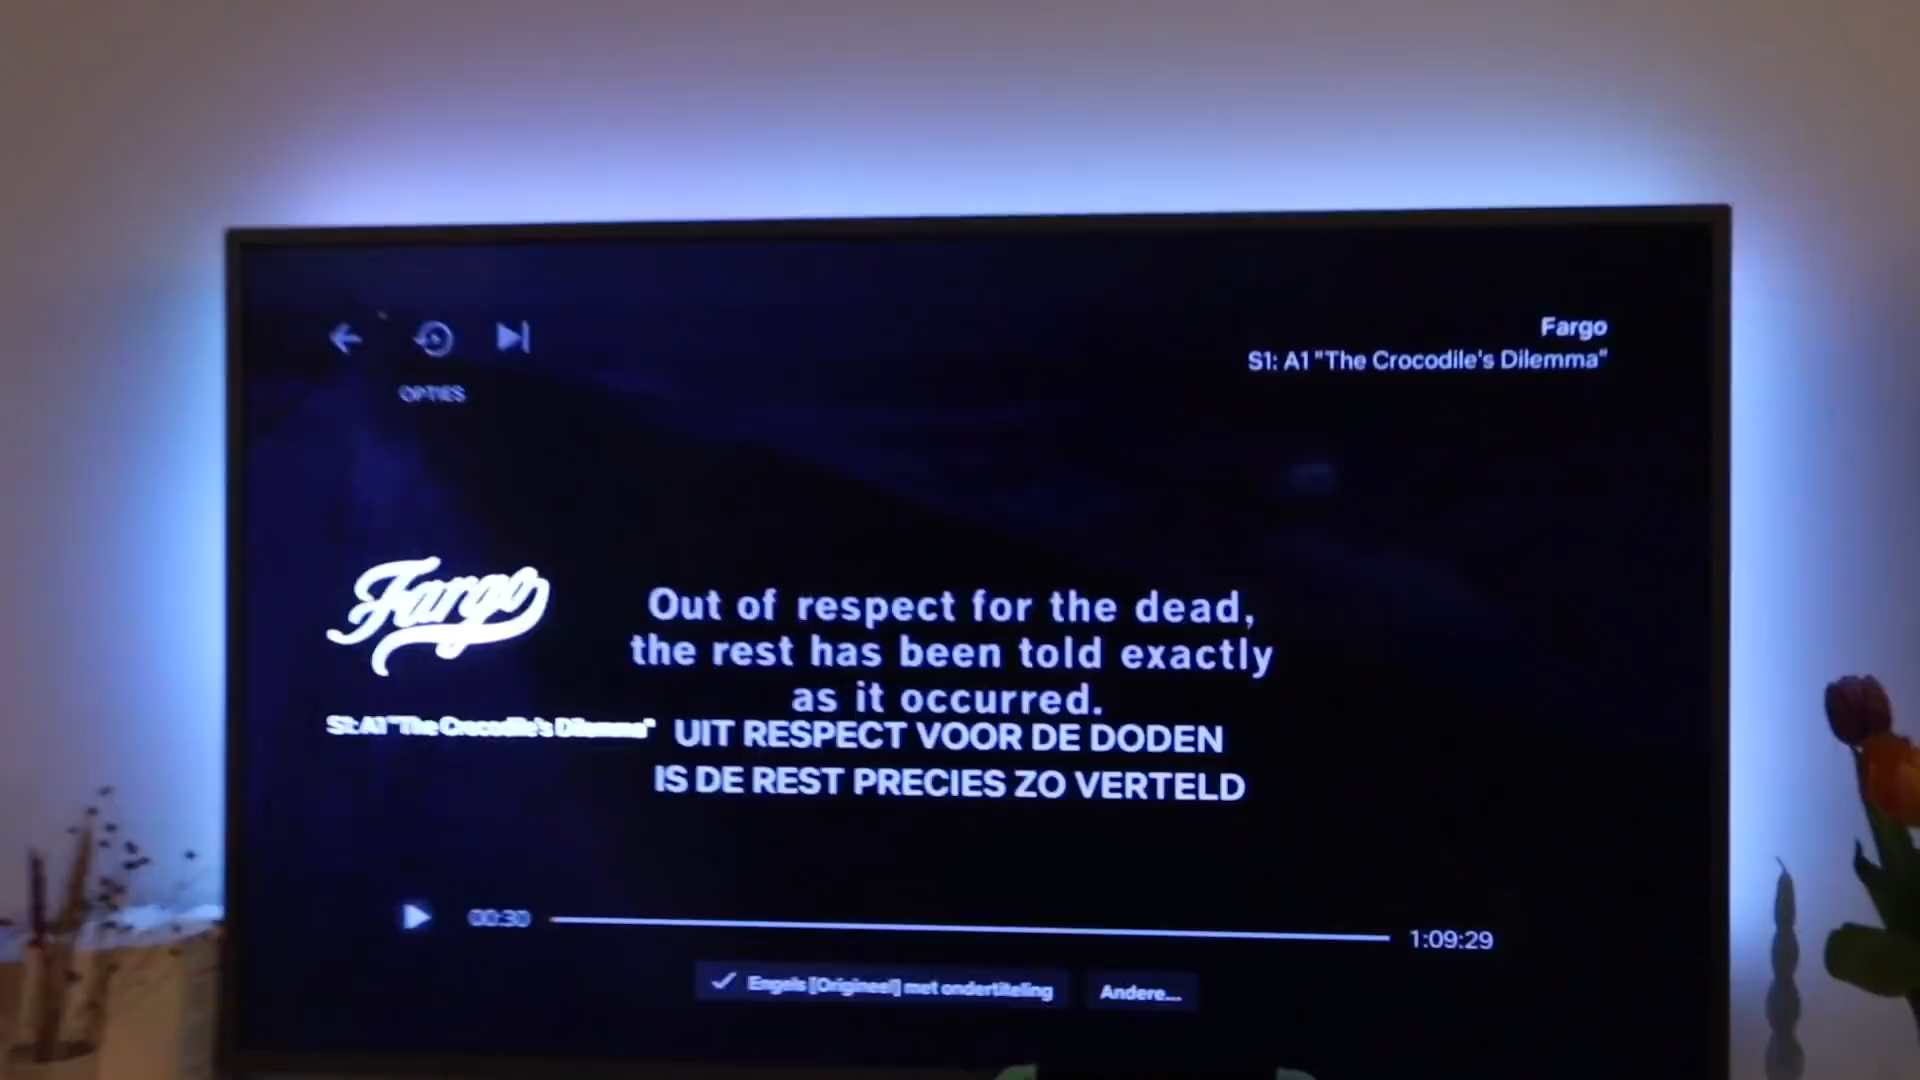 Fargo
S1: A1 "The Crocodile's Dilemma"
OPTIES
Fargo
Out of respect for the dead,
the rest has been told exactly
as it occurred.
S1: A1 "The Crocodile's Dilemma"
UIT RESPECT VOOR DE DODEN
IS DE REST PRECIES ZO VERTELD
00:30
1:09:29
Engels [Origineel] met ondertiteling
Andere...